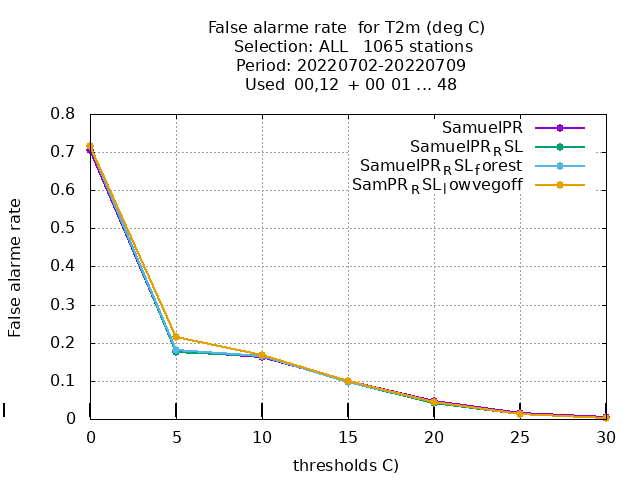 False alarme rate for T2m (deg C)
Selection: ALL 1065 stations
Period: 20220702-20220709
Used 00,12 + 00 01 ... 48
SamuelPR
SamuelPR_RSL
SamuelPR_RSL_forest
SamPR_RSL_lowvegoff
False alarme rate
0.8
0.7
0.6
0.5
0.4
0.3
0.2
0.1
0
0 5 10 15 20 25 30
thresholds C)